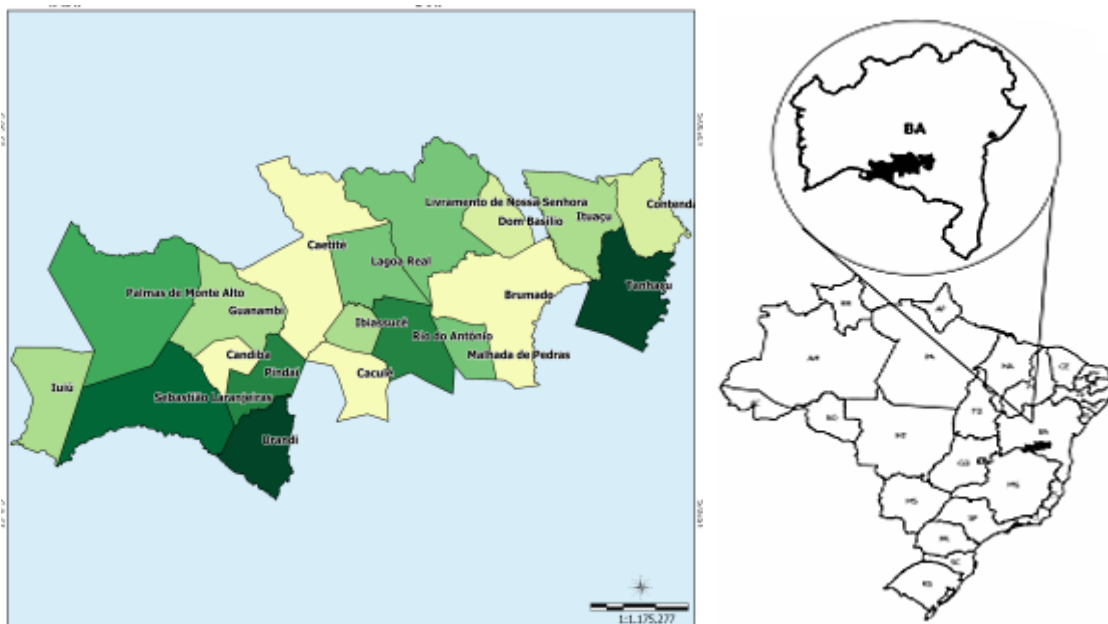 Livramento de Nossa Senhora
Dom Basílio
Ituaçu
Contenda
Caetité
Lagoa Real
Tanhaçu
Palmas de Monte Alto
Guanambi
Brumado
Ibiassucê
Rio do Antônio
Candiba
Malhada de Pedras
Pindaí
Caculé
Iuiú
Sebastião Laranjeiras
Urandi
1:1.175.277
BA
AM
PA
MA
CE
TO
BA
RO
MT
GO
MG
MS
SP
PR
SC
RS